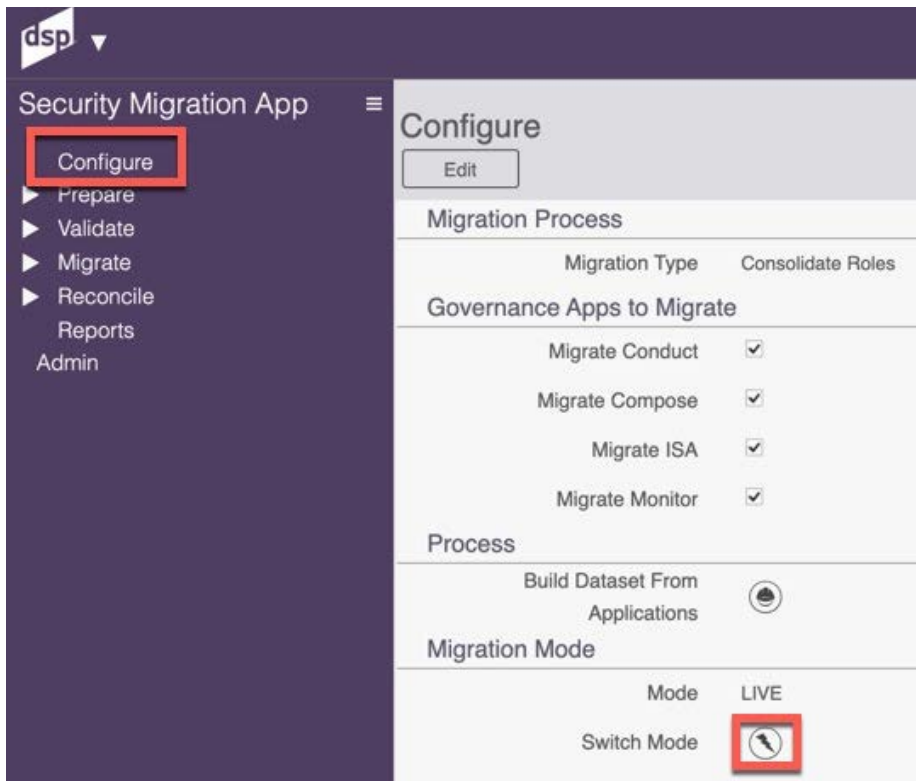 dsp
Security Migration App
Configure
Prepare
Validate
Migrate
Reconcile
Reports
Admin
Configure
Edit
Migration Process
Migration Type Consolidate Roles
Governance Apps to Migrate
Migrate Conduct
Migrate Compose
Migrate ISA
Migrate Monitor
Process
Build Dataset From
Applications
Migration Mode
Mode LIVE
Switch Mode